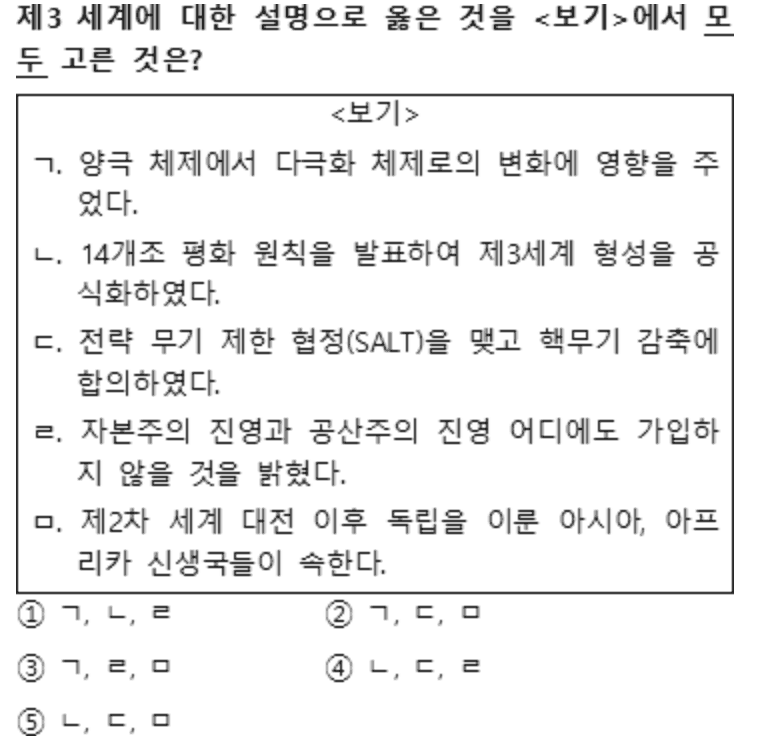 제3 세계에 대한 설명으로 옳은 것을 <보기>에서 모
두 고른 것은?
<보기>
ㄱ. 양극 체제에서 다극화 체제로의 변화에 영향을 주
었다.
ㄴ. 14개조 평화 원칙을 발표하여 제3세계 형성을 공
식화하였다.
ㄷ. 전략 무기 제한 협정(SALT)을 맺고 핵무기 감축에
합의하였다.
ㄹ. 자본주의 진영과 공산주의 진영 어디에도 가입하
지 않을 것을 밝혔다.
ㅁ. 제2차 세계 대전 이후 독립을 이룬 아시아, 아프
리카 신생국들이 속한다.
① ㄱ, ㄴ, ㄹ ② ㄱ, ㄷ, ㅁ
③ ㄱ, ㄹ, ㅁ ④ ㄴ, ㄷ, ㄹ
⑤ ㄴ, ㄷ, ㅁ